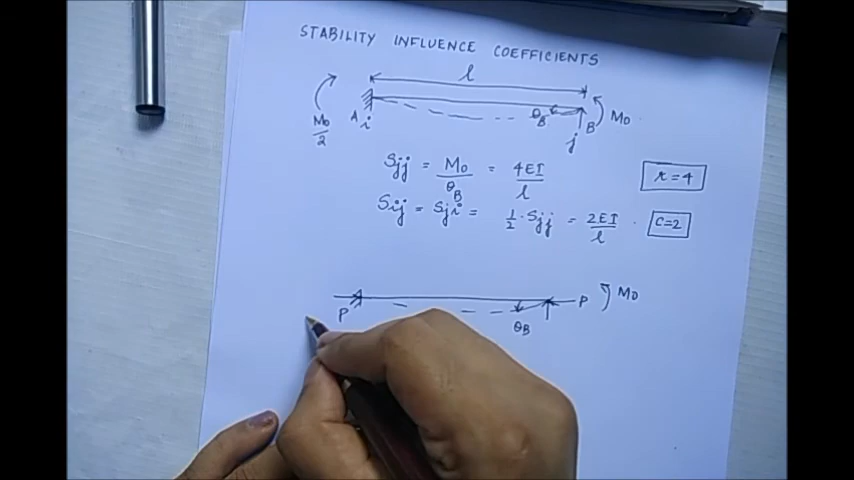 STABILITY INFLUENCE COEFFICIENTS
l
M₀/2 A i θB j B M₀
Sjj = M₀/θB = 4EI/l r = 4
Sij = Sji = 1/2 · Sjj = 2EI/l · C=2
P θB P M₀